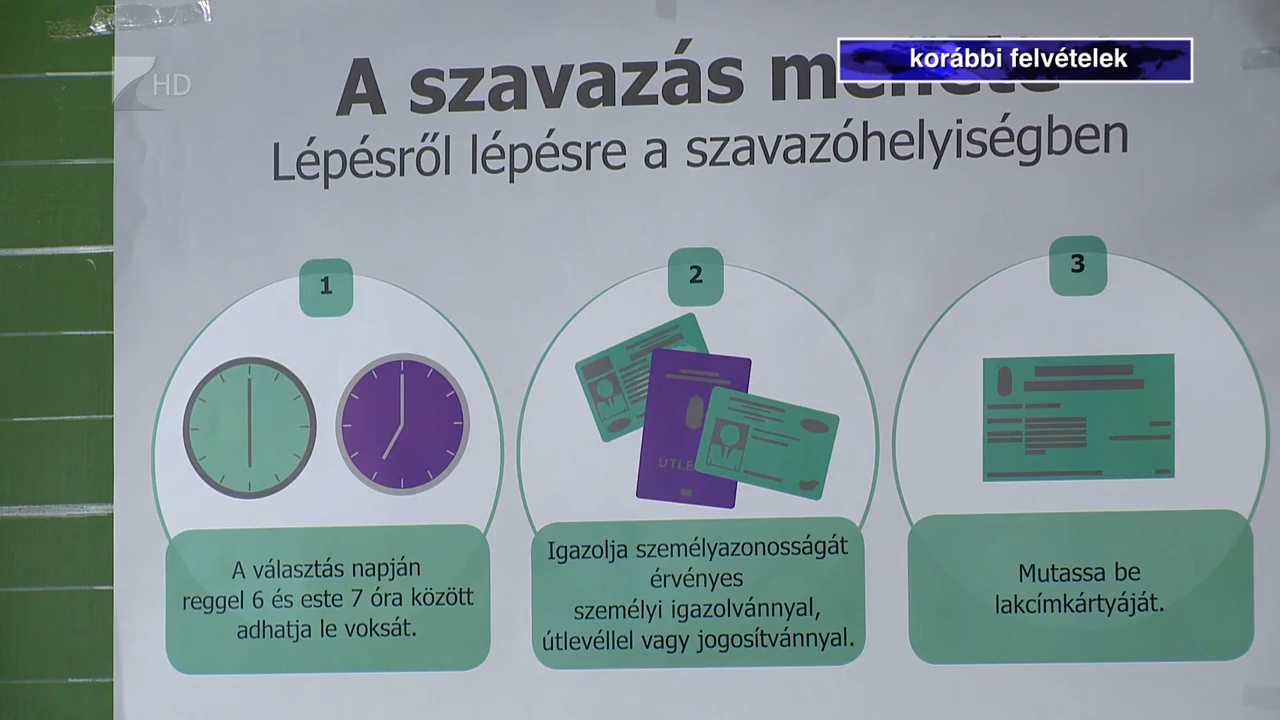 HD
korábbi felvételek
A szavazás
Lépésről lépésre a szavazóhelyiségben
1
2
3
ÚTLE
A választás napján
reggel 6 és este 7 óra között
adhatja le voksát.
Igazolja személyazonosságát
érvényes
személyi igazolvánnyal,
útlevéllel vagy jogosítvánnyal.
Mutassa be
lakcímkártyáját.